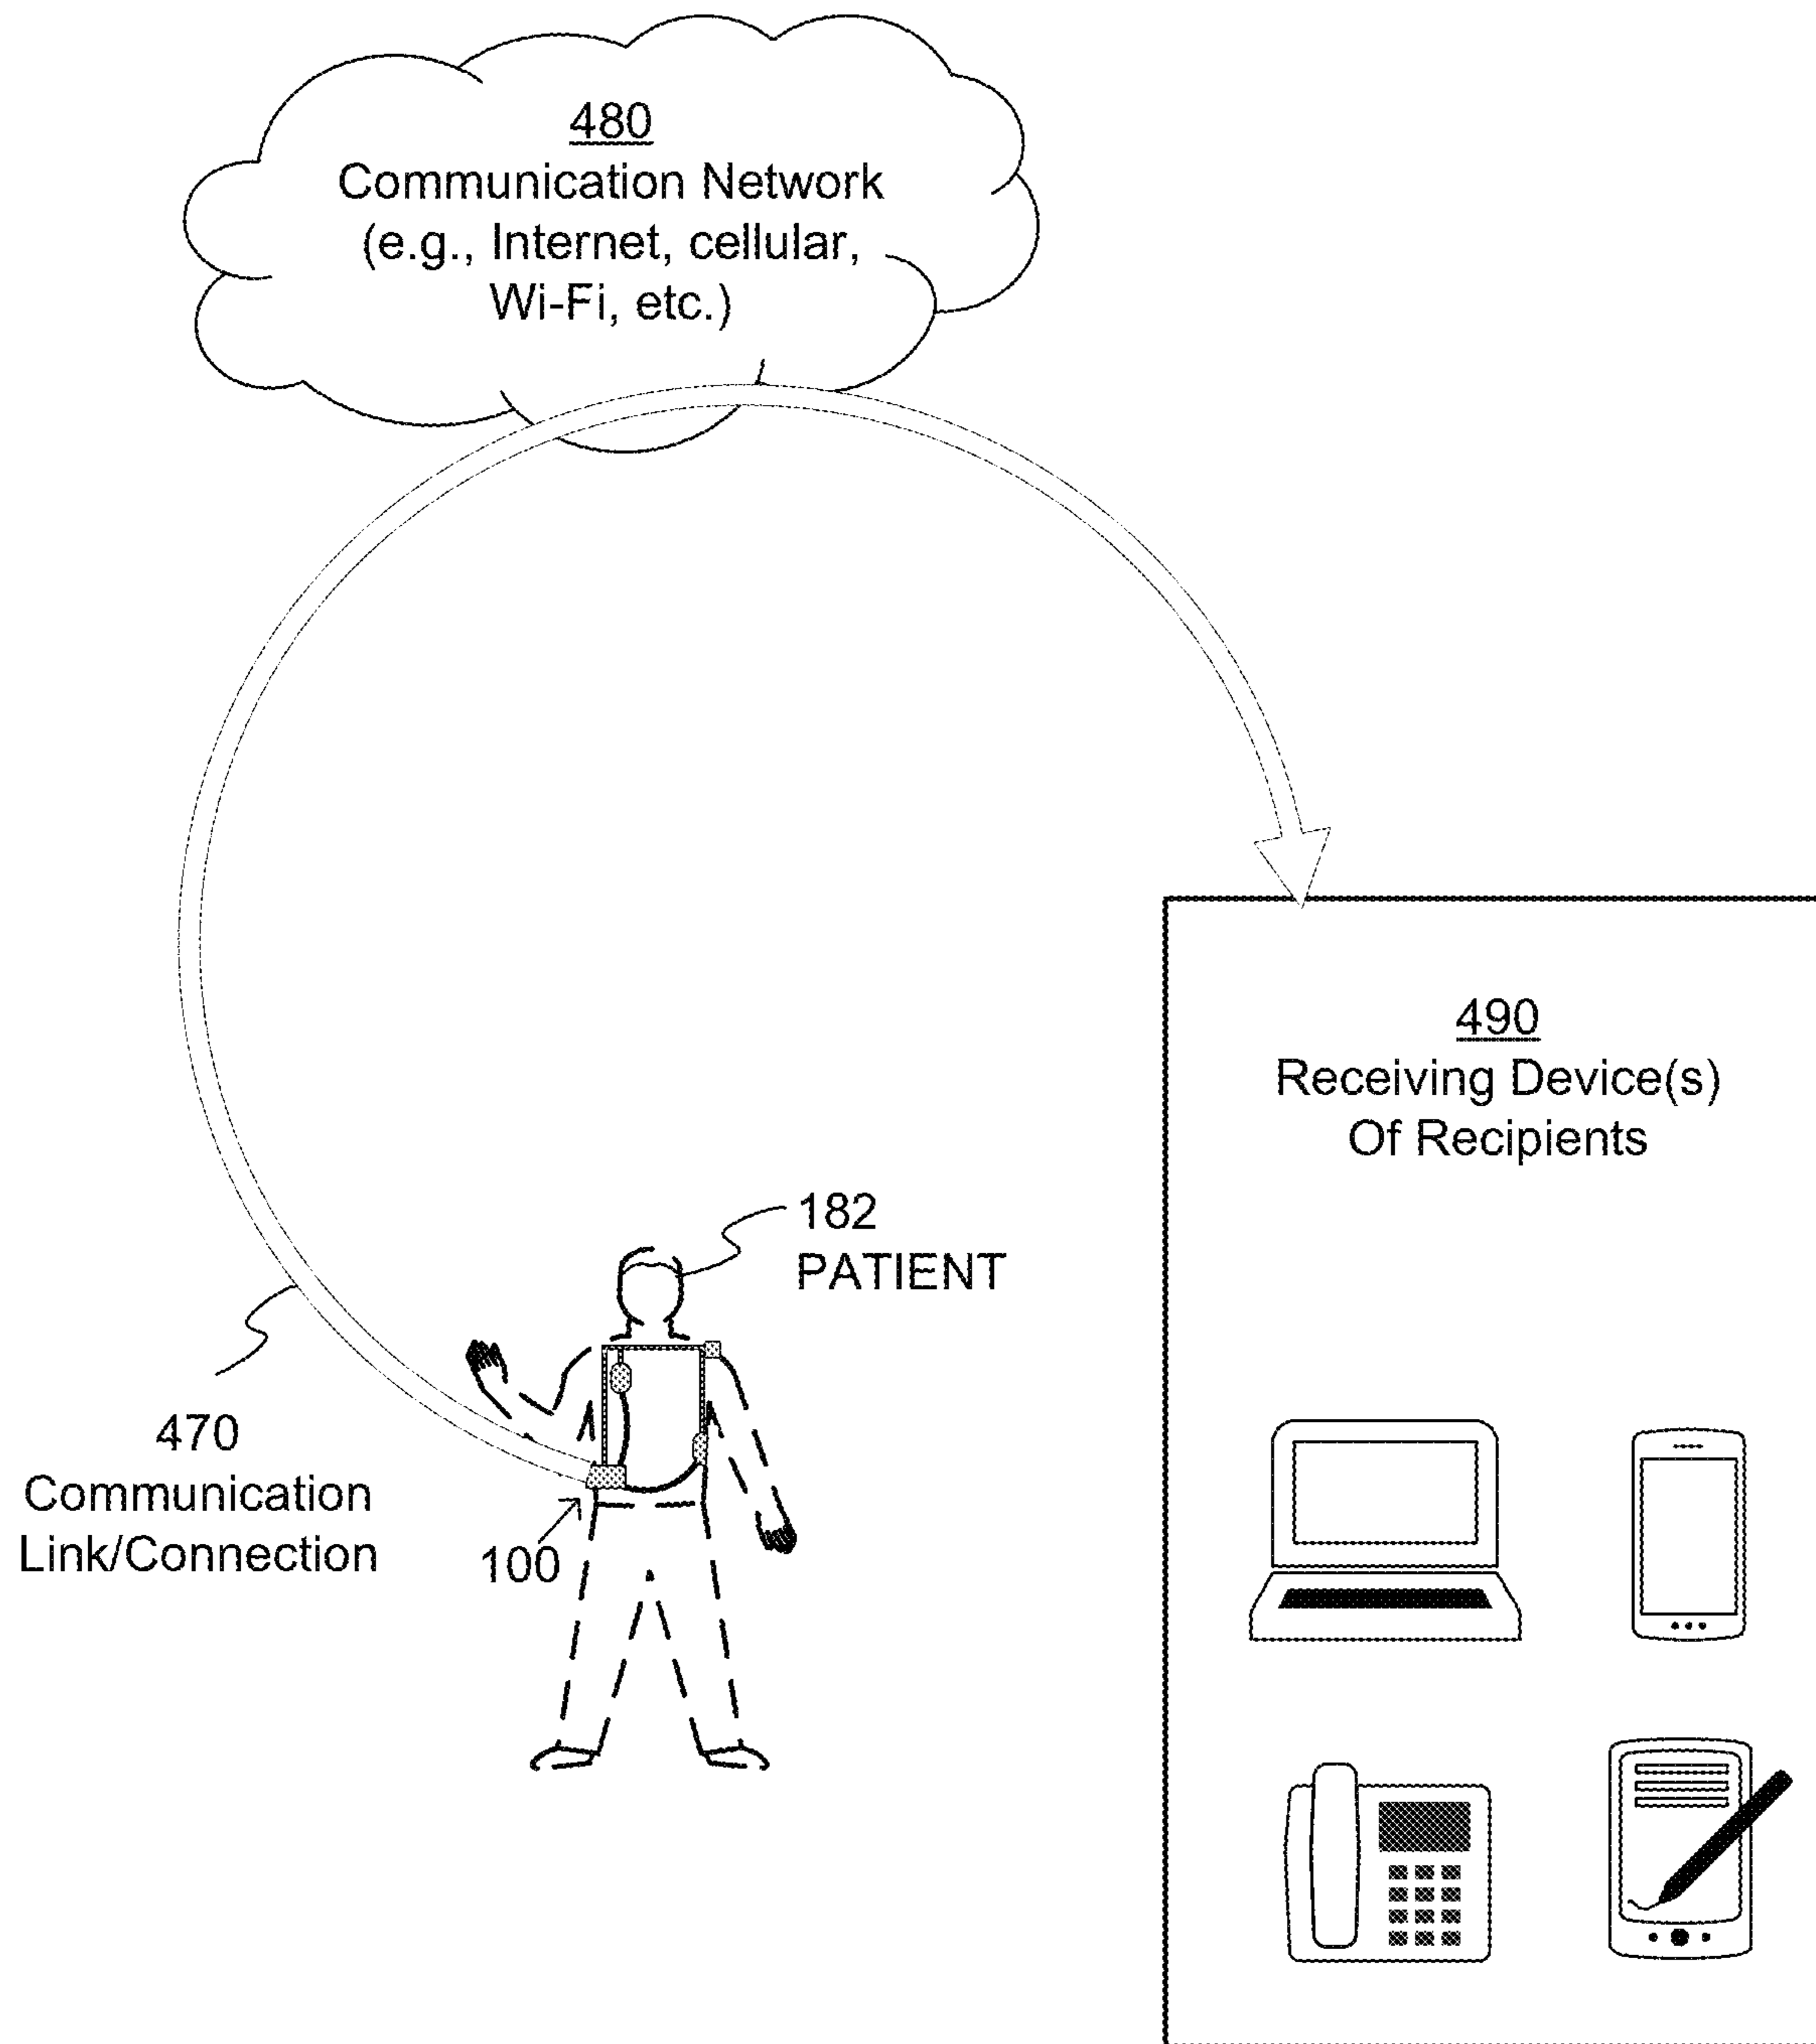 480
Communication Network
(e.g., Internet, cellular,
Wi-Fi, etc.)
490
Receiving Device(s)
Of Recipients
182
PATIENT
470
Communication
Link/Connection
100